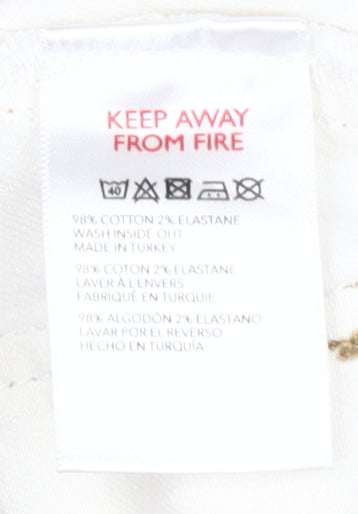 KEEP AWAY
FROM FIRE
40
98% COTTON 2% ELASTANE
WASH INSIDE OUT
MADE IN TURKEY
98% COTON 2% ELASTANE
LAVER À L'ENVERS
FABRIQUÉ EN TURQUIE
98% ALGODÓN 2% ELASTANO
LAVAR POR EL REVERSO
HECHO EN TURQUÍA